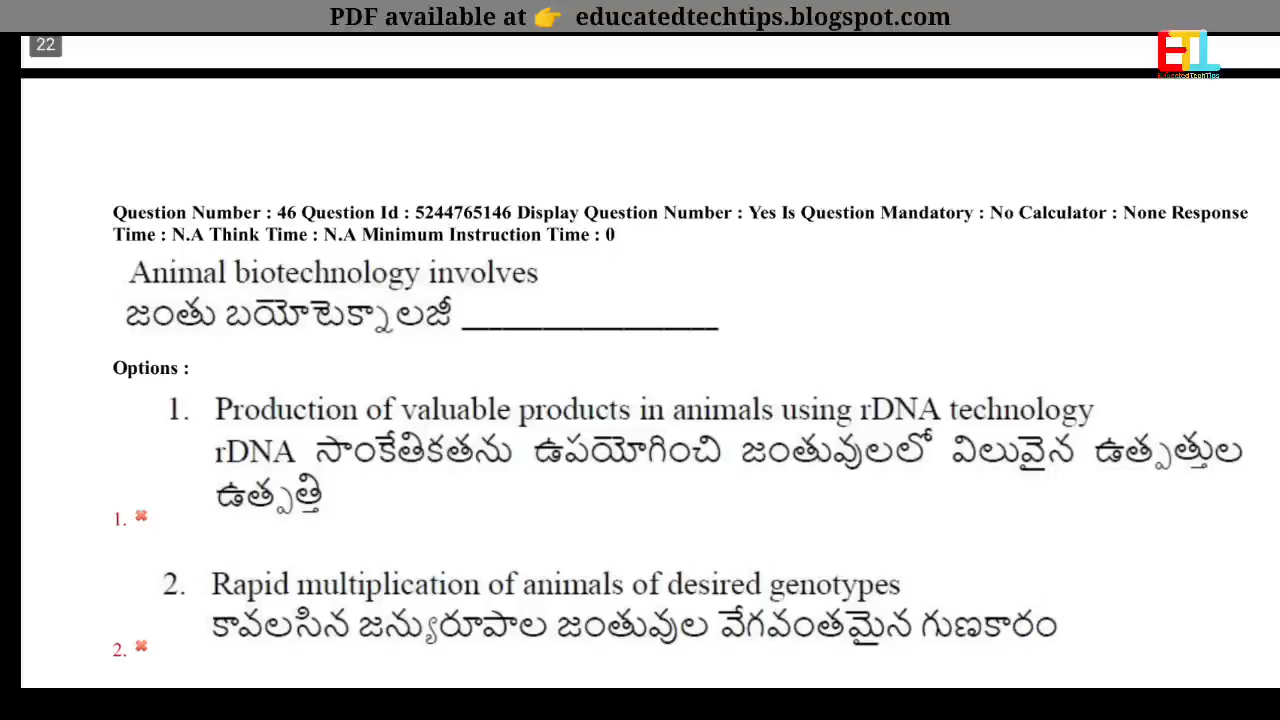 PDF available at 👉 educatedtechtips.blogspot.com
22
ETL
EducatedTechTips
Question Number : 46 Question Id : 5244765146 Display Question Number : Yes Is Question Mandatory : No Calculator : None Response
Time : N.A Think Time : N.A Minimum Instruction Time : 0
Animal biotechnology involves
జంతు బయోటెక్నాలజీ ________________
Options :
1. Production of valuable products in animals using rDNA technology
rDNA సాంకేతికతను ఉపయోగించి జంతువులలో విలువైన ఉత్పత్తుల
ఉత్పత్తి
1. ✖
2. Rapid multiplication of animals of desired genotypes
కావలసిన జన్యురూపాల జంతువుల వేగవంతమైన గుణకారం
2. ✖